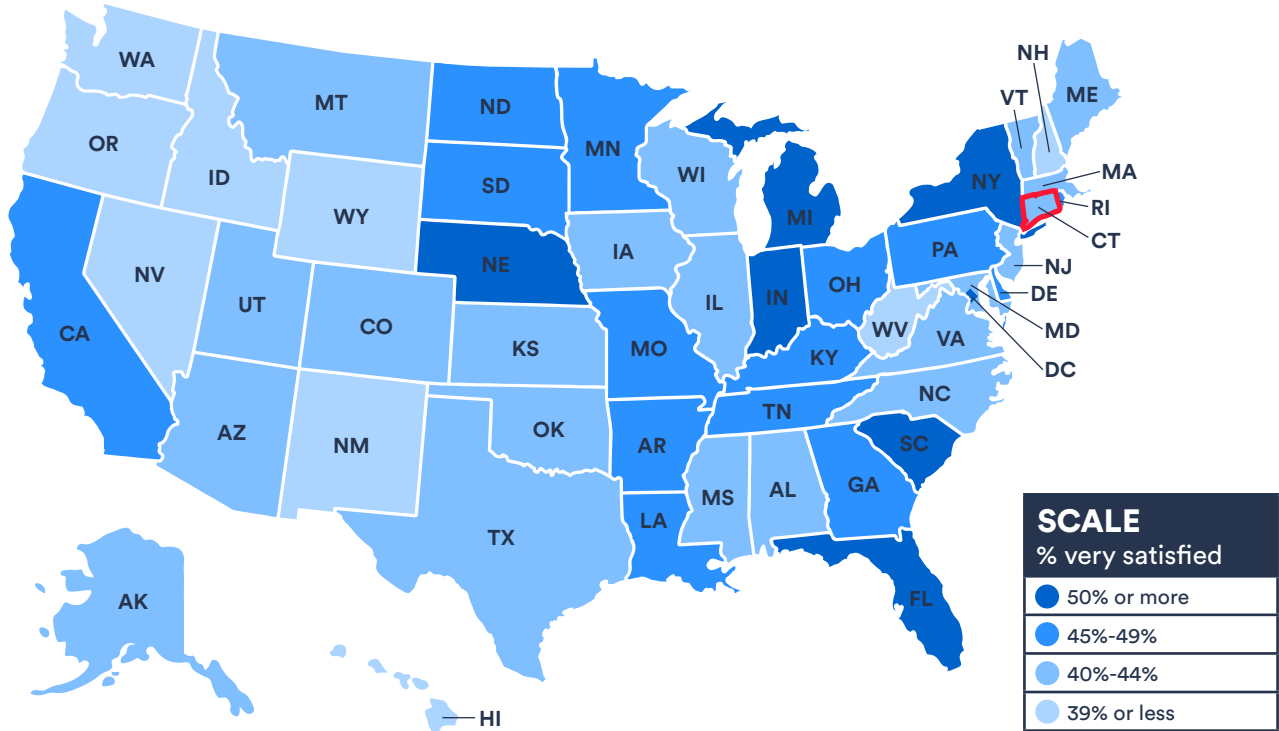 NH
WA
ME
VT
MT
ND
OR
MN
WI
MA
ID
NY
SD
RI
WY
MI
CT
PA
IA
NE
NJ
NV
OH
DE
IN
UT
IL
CO
WV
MD
CA
VA
KS
MO
KY
DC
NC
TN
AZ
OK
NM
AR
SC
GA
MS
AL
LA
TX
SCALE
% very satisfied
50% or more
45%-49%
40%-44%
39% or less
FL
AK
HI